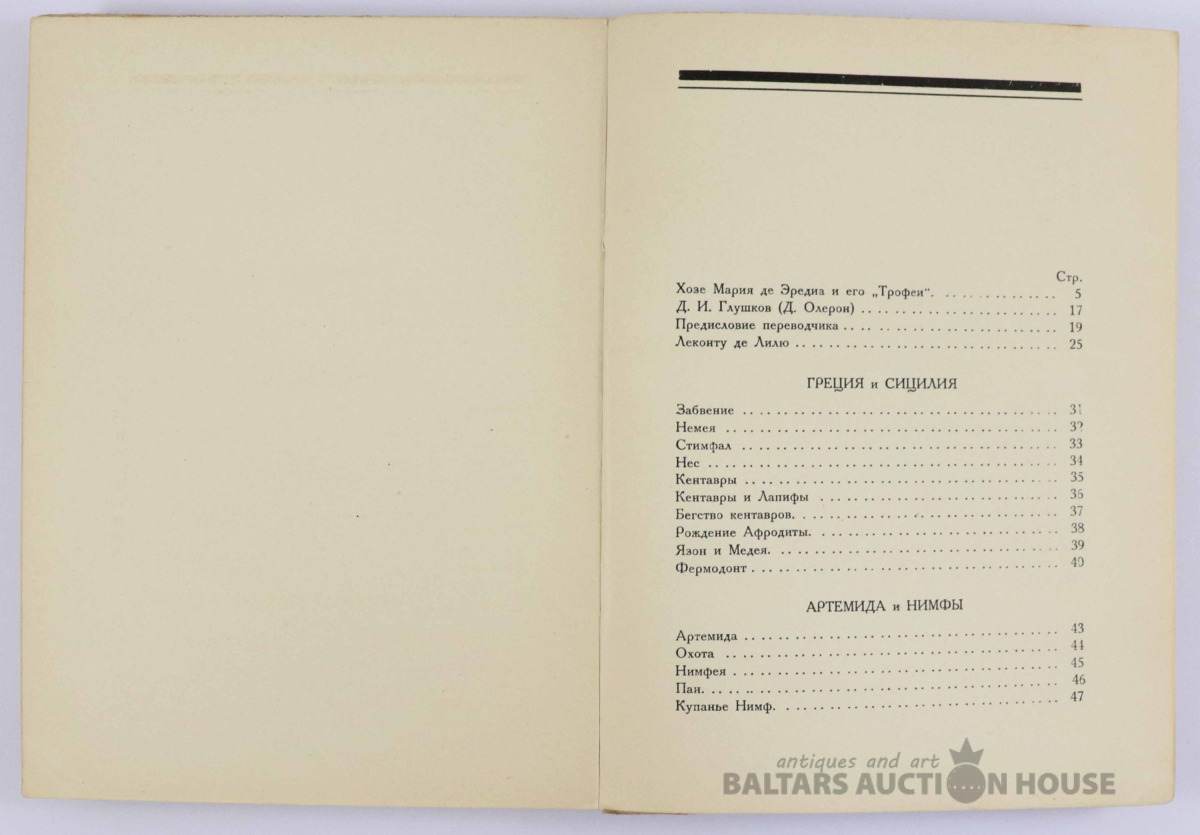 Стр.
Хозе Мария де Эредиа и его „Трофеи“. .............. 5
Д. И. Глушков (Д. Олерон) ....................... 17
Предисловие переводчика ......................... 19
Леконту де Лилю ............................... 25
ГРЕЦИЯ и СИЦИЛИЯ
Забвение ..................................... 31
Немея ....................................... 32
Стимфал ..................................... 33
Нес ......................................... 34
Кентавры ..................................... 35
Кентавры и Лапифы ............................ 36
Бегство кентавров. .............................. 37
Рождение Афродиты. ............................ 38
Язон и Медея. ................................. 39
Фермодонт .................................... 40
АРТЕМИДА и НИМФЫ
Артемида ..................................... 43
Охота ....................................... 44
Нимфея ...................................... 45
Пан. ........................................ 46
Купанье Нимф. ................................ 47
antiques and art
BALTARS AUCTION HOUSE